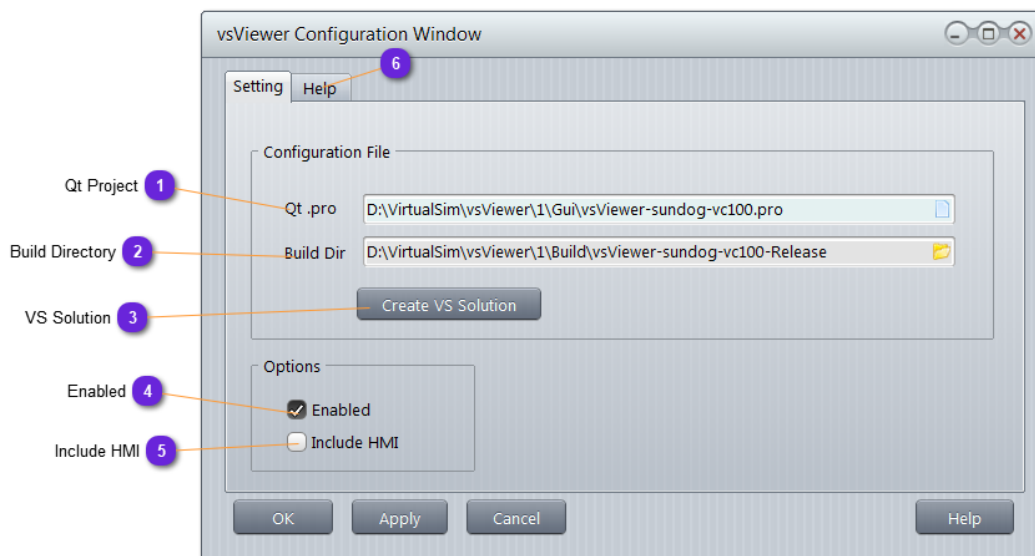 vsViewer Configuration Window
6
Setting
Help
Configuration File
Qt Project 1
Qt .pro D:\VirtualSim\vsViewer\1\Gui\vsViewer-sundog-vc100.pro
Build Directory 2
Build Dir D:\VirtualSim\vsViewer\1\Build\vsViewer-sundog-vc100-Release
VS Solution 3
Create VS Solution
Options
Enabled 4
Enabled
Include HMI 5
Include HMI
OK
Apply
Cancel
Help